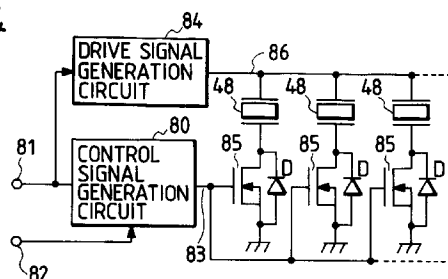 84
DRIVE SIGNAL
GENERATION
CIRCUIT
86
48 48 48
80
81
CONTROL
SIGNAL
GENERATION
CIRCUIT
85 85 85
D D D
83
82